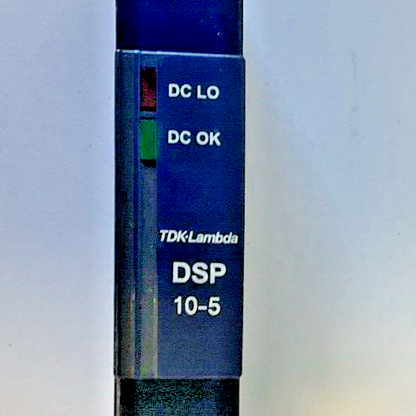 DC LO
DC OK
TDK·Lambda
DSP
10-5